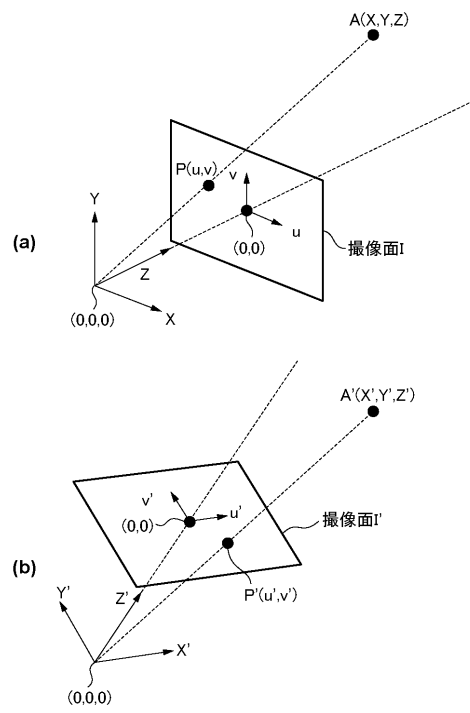 A(X,Y,Z)
P(u,v)
v
Y
(a)
(0,0)
u
撮像面I
Z
(0,0,0)
X
A'(X',Y',Z')
v'
u'
(0,0)
撮像面I'
(b)
Z'
P'(u',v')
Y'
X'
(0,0,0)